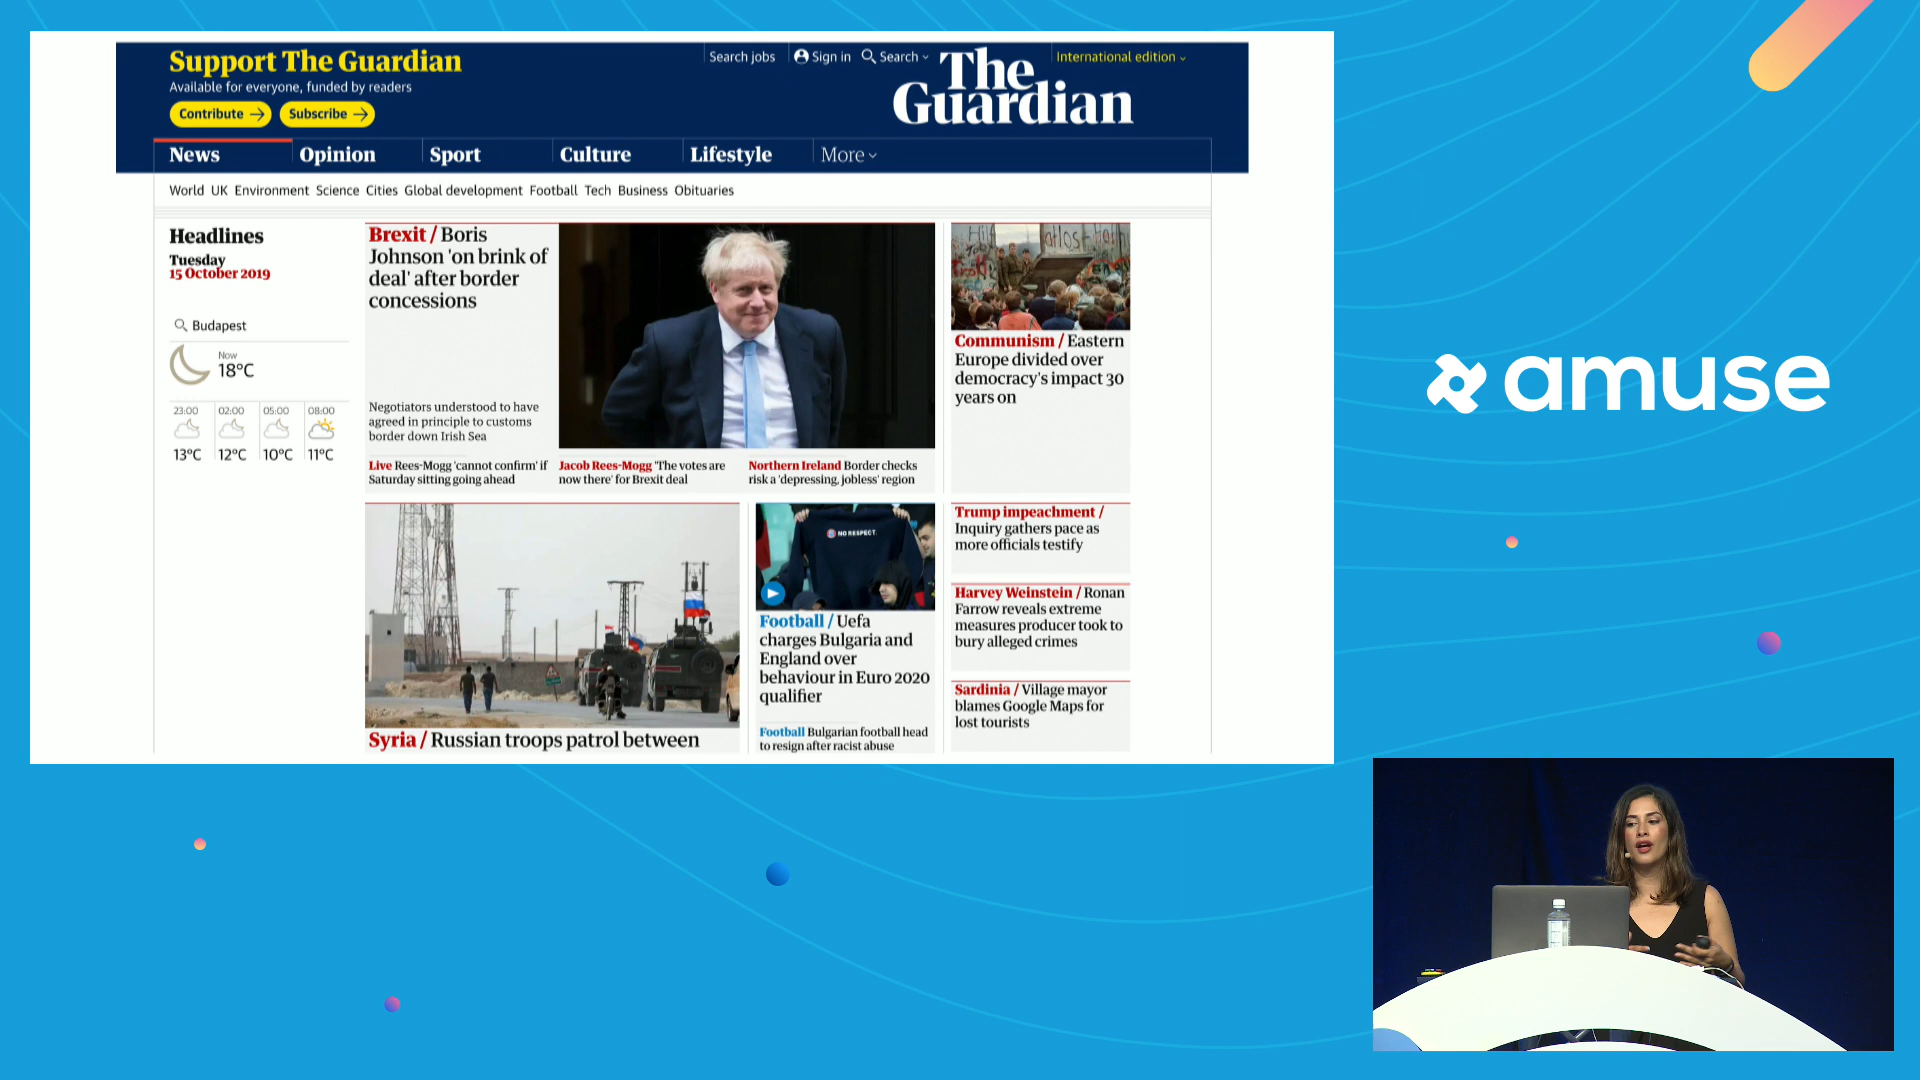 Support The Guardian
Available for everyone, funded by readers
Contribute
Subscribe
Search jobs
Sign in
Search
International edition
The
Guardian
News
Opinion
Sport
Culture
Lifestyle
More
World UK Environment Science Cities Global development Football Tech Business Obituaries
Headlines
Tuesday
15 October 2019
Budapest
Now
18°C
23:00 02:00 05:00 08:00
13°C 12°C 10°C 11°C
Brexit / Boris
Johnson 'on brink of
deal' after border
concessions
Negotiators understood to have
agreed in principle to customs
border down Irish Sea
Live Rees-Mogg 'cannot confirm' if
Saturday sitting going ahead
Jacob Rees-Mogg 'The votes are
now there' for Brexit deal
Northern Ireland Border checks
risk a 'depressing, jobless' region
Communism / Eastern
Europe divided over
democracy's impact 30
years on
Syria / Russian troops patrol between
NO RESPECT
Football / Uefa
charges Bulgaria and
England over
behaviour in Euro 2020
qualifier
Football Bulgarian football head
to resign after racist abuse
Trump impeachment /
Inquiry gathers pace as
more officials testify
Harvey Weinstein / Ronan
Farrow reveals extreme
measures producer took to
bury alleged crimes
Sardinia / Village mayor
blames Google Maps for
lost tourists
amuse